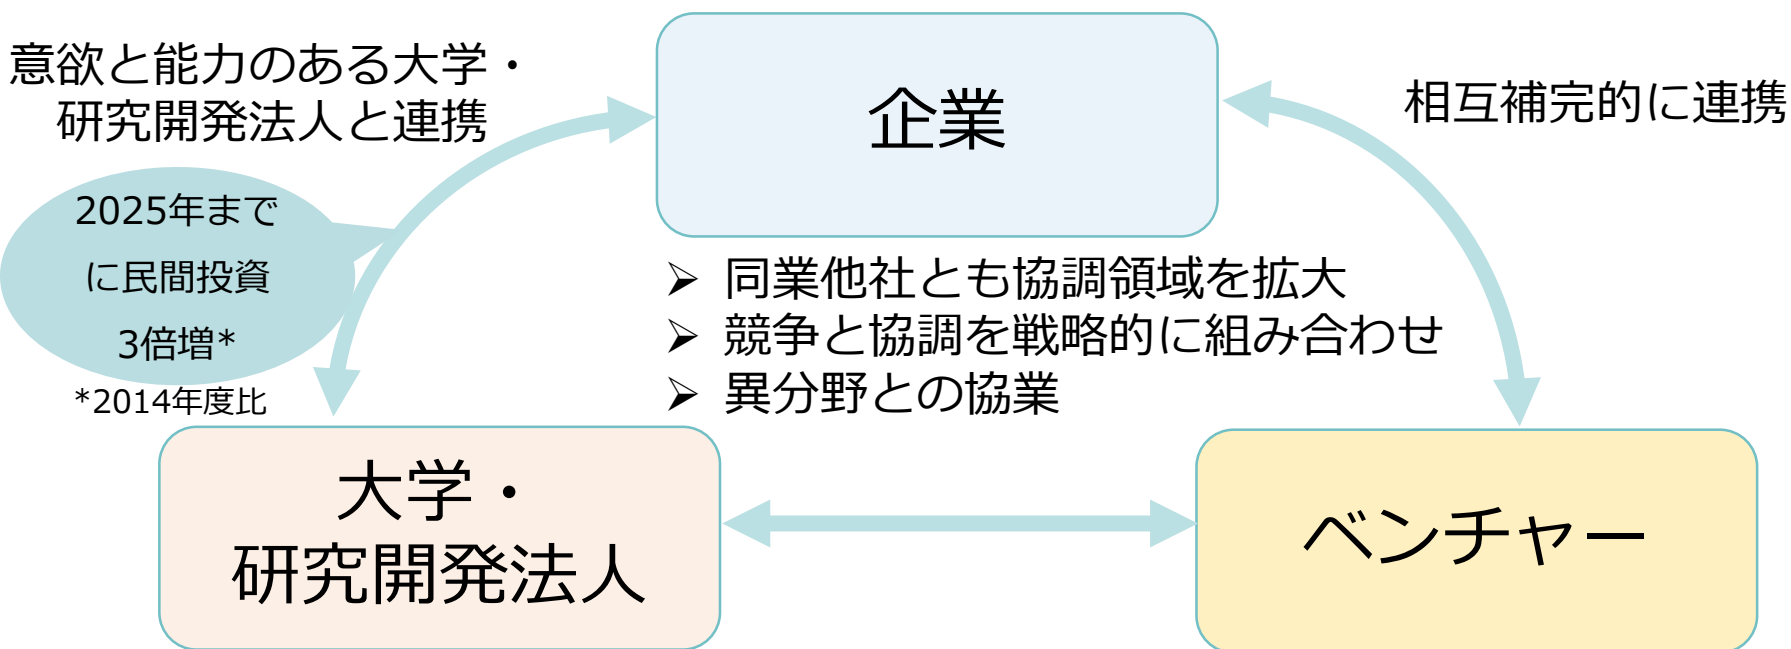 意欲と能力のある大学・
研究開発法人と連携
企業
相互補完的に連携
2025年まで
に民間投資
3倍増*
*2014年度比
➢ 同業他社とも協調領域を拡大
➢ 競争と協調を戦略的に組み合わせ
➢ 異分野との協業
大学・
研究開発法人
ベンチャー